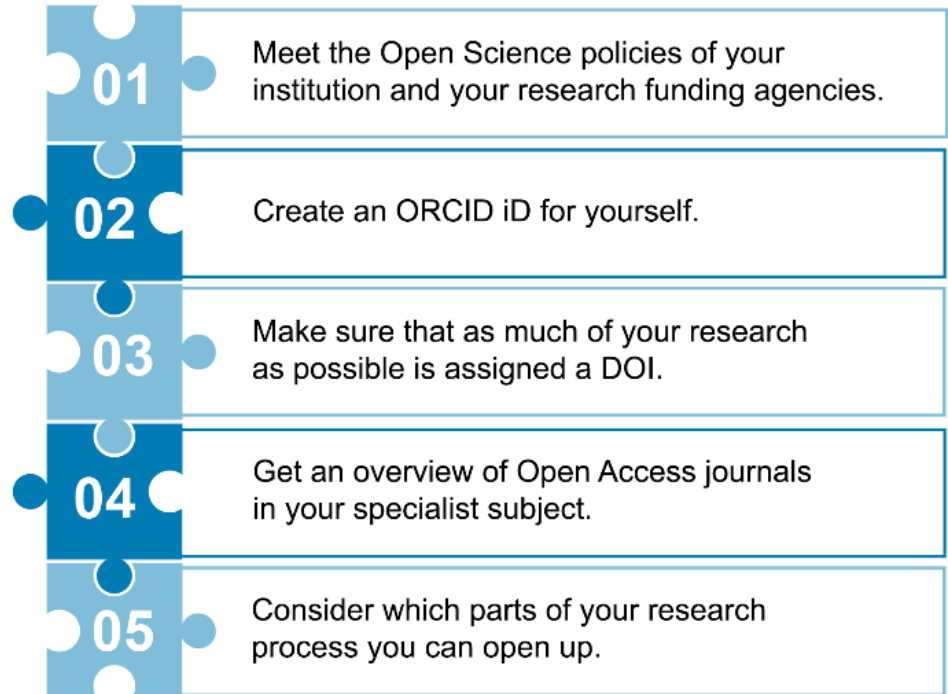 01
Meet the Open Science policies of your
institution and your research funding agencies.
02
Create an ORCID iD for yourself.
03
Make sure that as much of your research
as possible is assigned a DOI.
04
Get an overview of Open Access journals
in your specialist subject.
05
Consider which parts of your research
process you can open up.